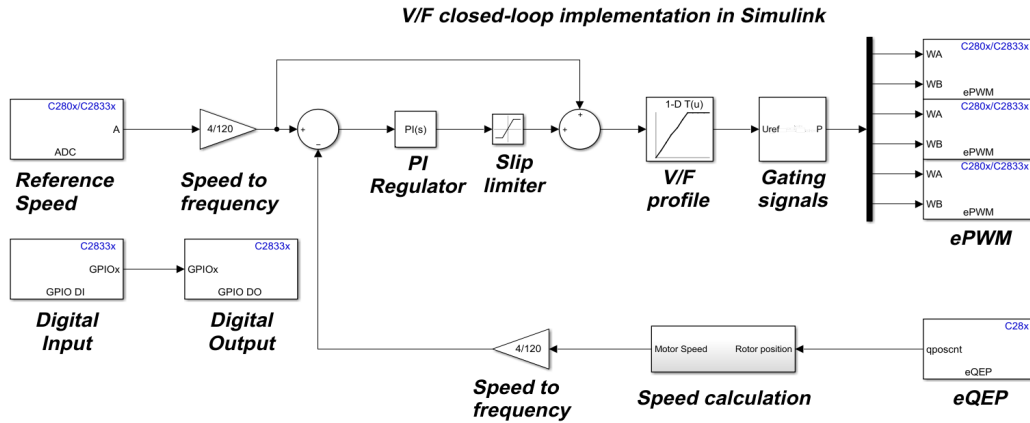 V/F closed-loop implementation in Simulink
C280x/C2833x
A
ADC
Reference
Speed
4/120
Speed to
frequency
+
−
PI(s)
PI
Regulator
Slip
limiter
+
+
1-D T(u)
V/F
profile
Uref
P
Gating
signals
C280x/C2833x
WA
WB
ePWM
C280x/C2833x
WA
WB
ePWM
C280x/C2833x
WA
WB
ePWM
ePWM
C2833x
GPIOx
GPIO DI
Digital
Input
C2833x
GPIOx
GPIO DO
Digital
Output
4/120
Speed to
frequency
Motor Speed
Rotor position
Speed calculation
C28x
qposcnt
eQEP
eQEP